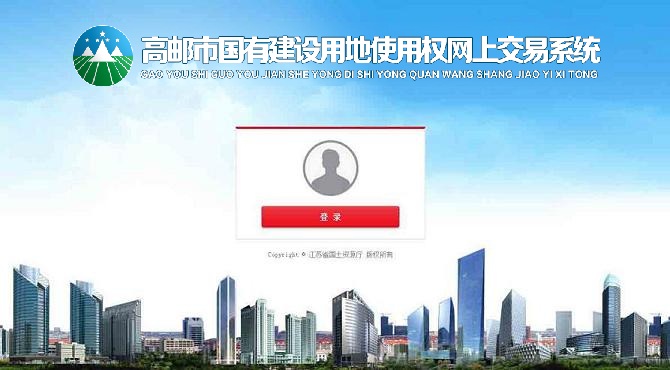 高邮市国有建设用地使用权网上交易系统
GAO YOU SHI GUO YOU JIAN SHE YONG DI SHI YONG QUAN WANG SHANG JIAO YI XI TONG
登 录
Copyright © 江苏省国土资源厅 版权所有